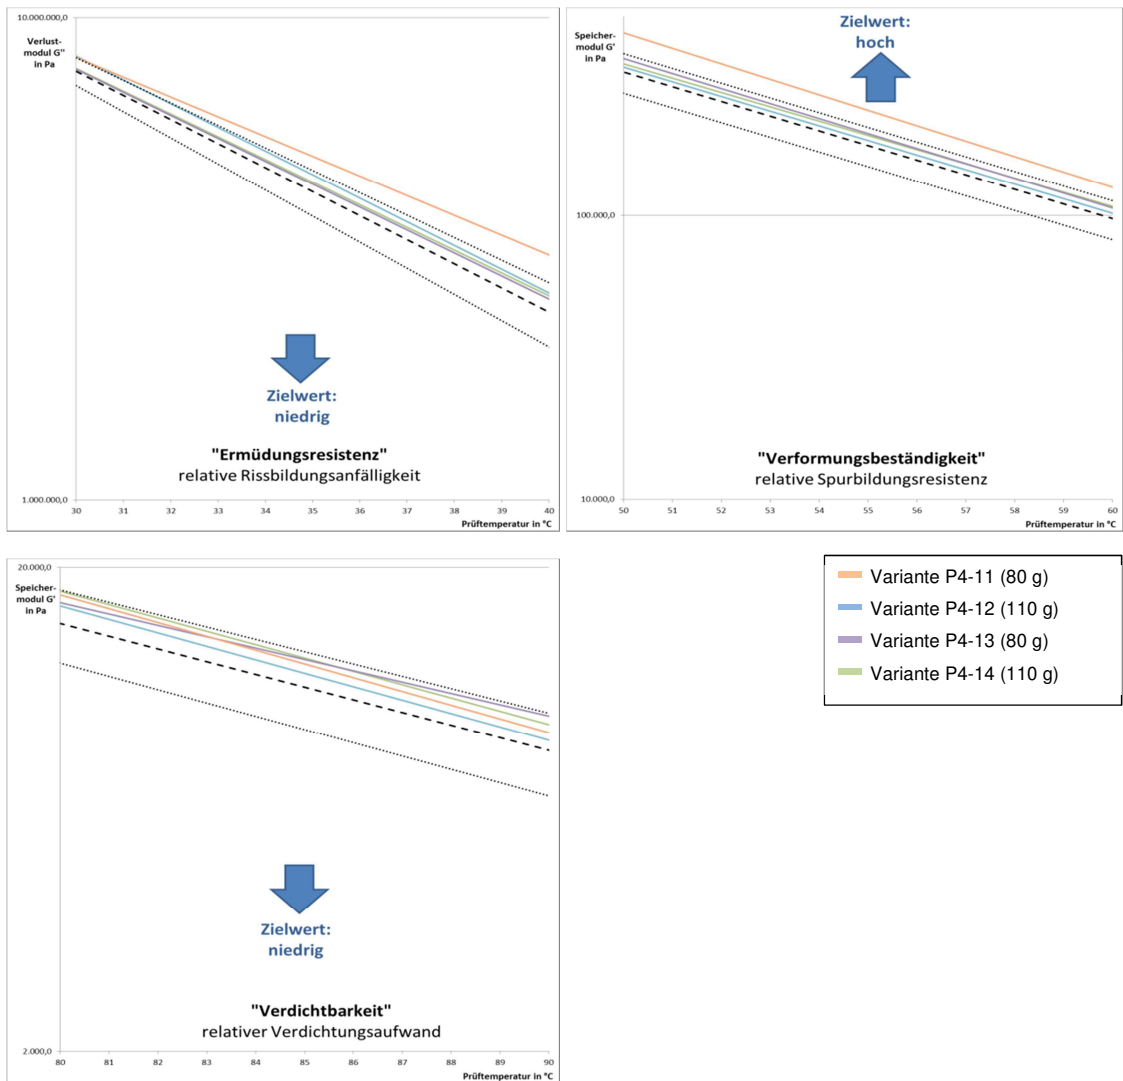 10.000.000,0
Verlust-
modul G''
in Pa
Zielwert:
niedrig
"Ermüdungsresistenz"
relative Rissbildungsanfälligkeit
1.000.000,0
30 31 32 33 34 35 36 37 38 39 40
Prüftemperatur in °C
Speicher-
modul G'
in Pa
Zielwert:
hoch
100.000,0
"Verformungsbeständigkeit"
relative Spurbildungsresistenz
10.000,0
50 51 52 53 54 55 56 57 58 59 60
Prüftemperatur in °C
20.000,0
Speicher-
modul G'
in Pa
Zielwert:
niedrig
"Verdichtbarkeit"
relativer Verdichtungsaufwand
2.000,0
80 81 82 83 84 85 86 87 88 89 90
Prüftemperatur in °C
Variante P4-11 (80 g)
Variante P4-12 (110 g)
Variante P4-13 (80 g)
Variante P4-14 (110 g)